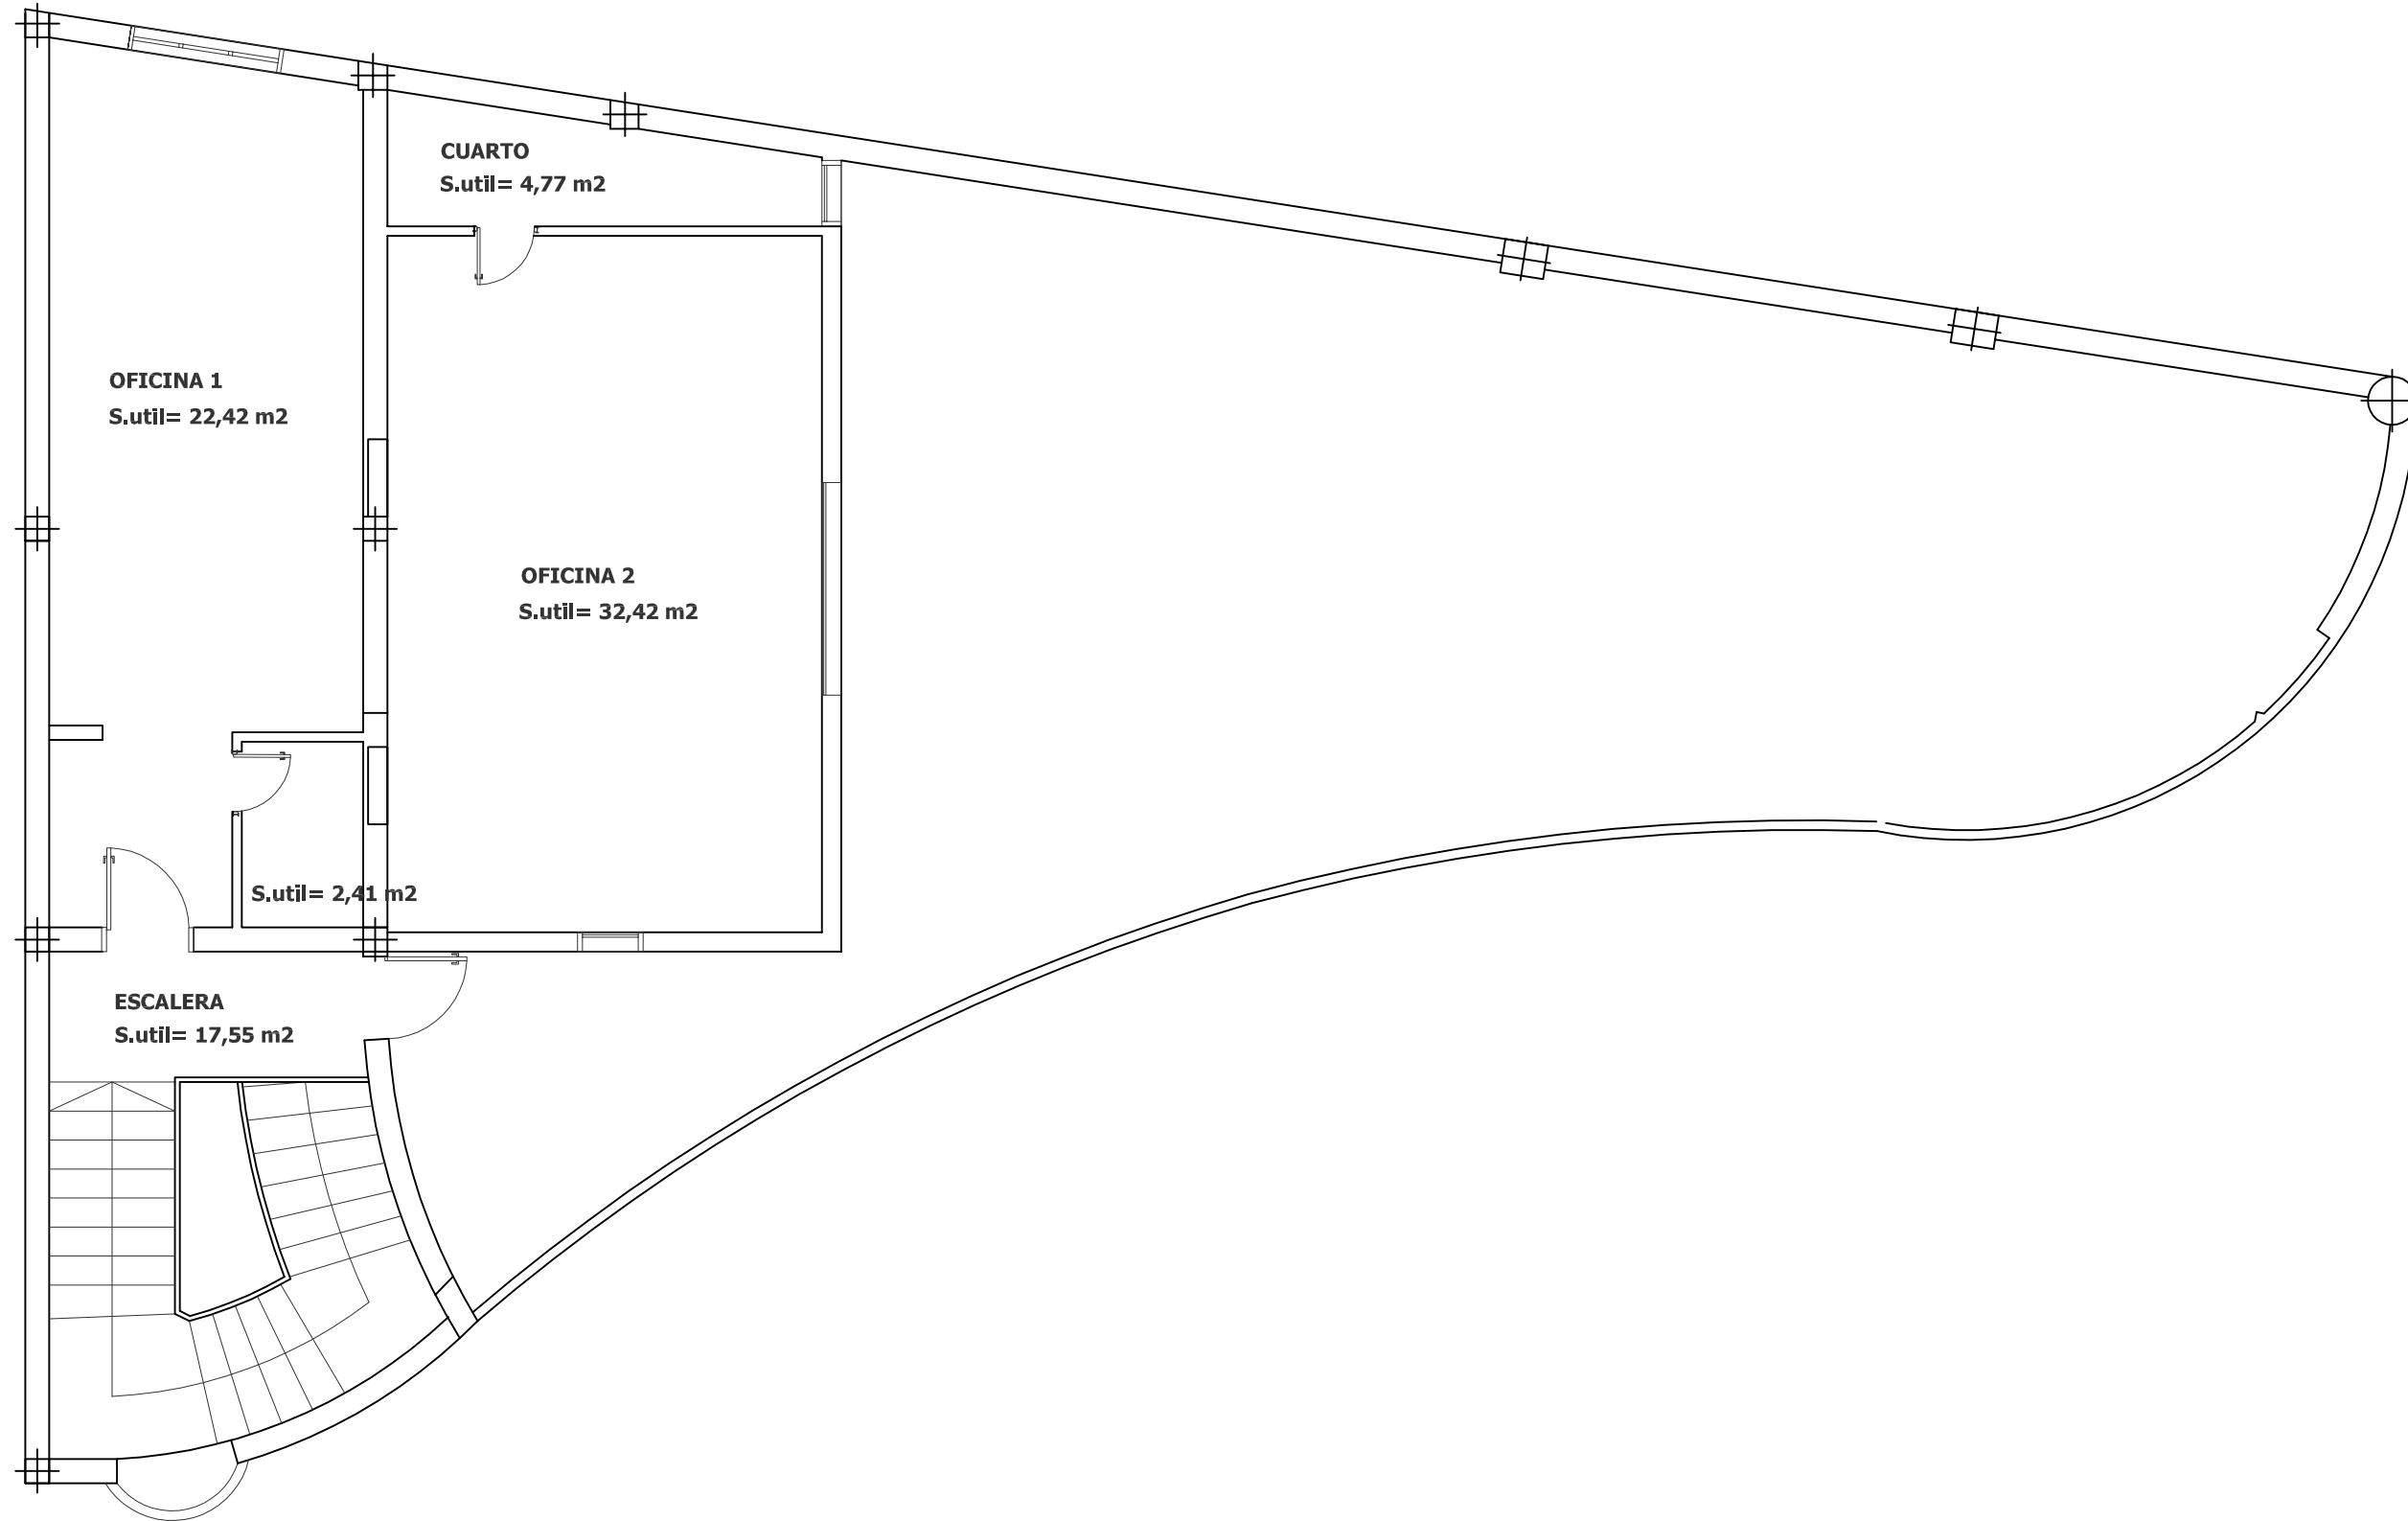 CUARTO
S.util= 4,77 m2
OFICINA 1
S.util= 22,42 m2
OFICINA 2
S.util= 32,42 m2
S.util= 2,41 m2
ESCALERA
S.util= 17,55 m2